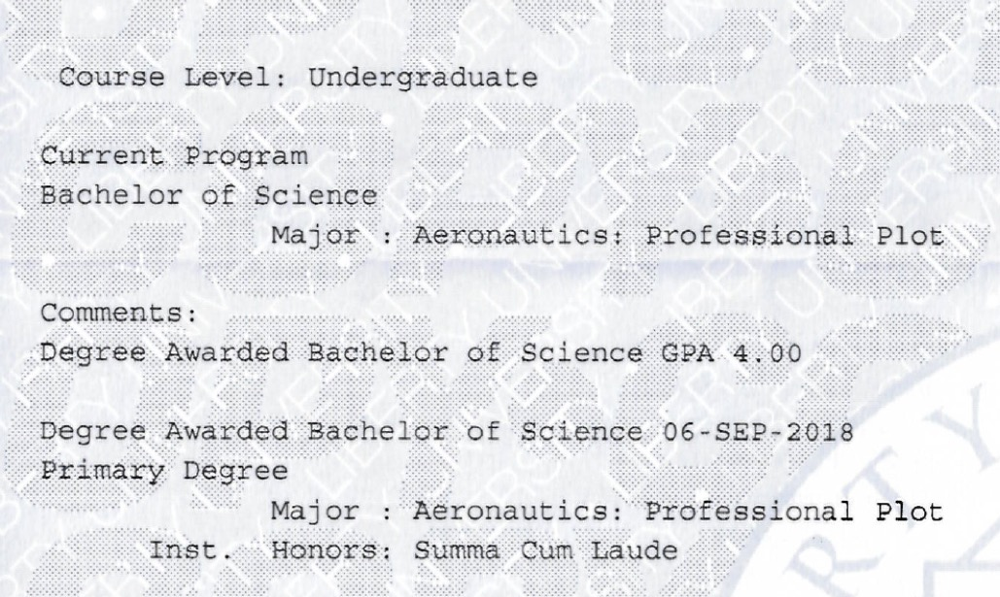 Course Level: Undergraduate
Current Program
Bachelor of Science
Major : Aeronautics: Professional Plot
Comments:
Degree Awarded Bachelor of Science GPA 4.00
Degree Awarded Bachelor of Science 06-SEP-2018
Primary Degree
Major : Aeronautics: Professional Plot
Inst. Honors: Summa Cum Laude